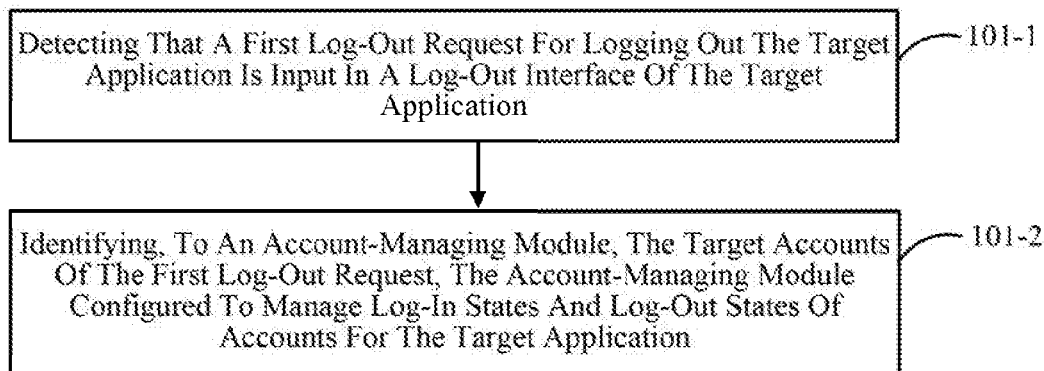 Detecting That A First Log-Out Request For Logging Out The Target
Application Is Input In A Log-Out Interface Of The Target
Application
101-1
Identifying, To An Account-Managing Module, The Target Accounts
Of The First Log-Out Request, The Account-Managing Module
Configured To Manage Log-In States And Log-Out States Of
Accounts For The Target Application
101-2